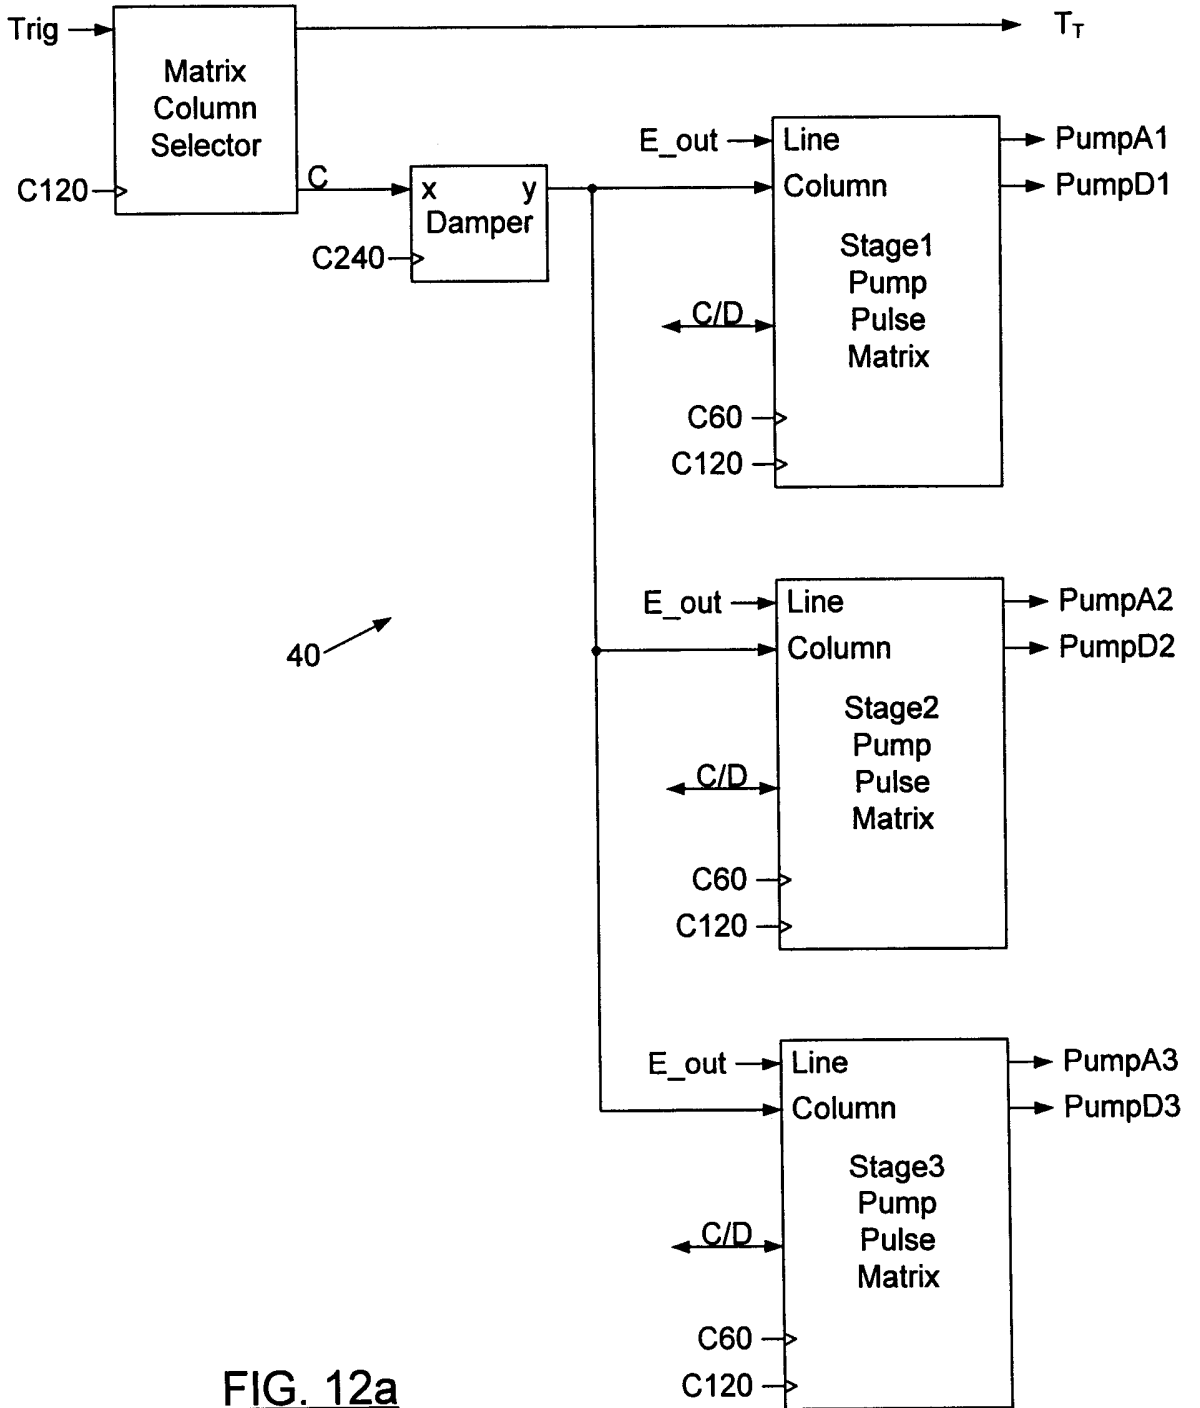 Trig
T_T
Matrix
Column
Selector
C120
C
x y
Damper
C240
E_out
Line
PumpA1
Column
PumpD1
Stage1
Pump
Pulse
Matrix
C/D
C60
C120
E_out
Line
PumpA2
Column
PumpD2
Stage2
Pump
Pulse
Matrix
C/D
C60
C120
40
E_out
Line
PumpA3
Column
PumpD3
Stage3
Pump
Pulse
Matrix
C/D
C60
C120
FIG. 12a